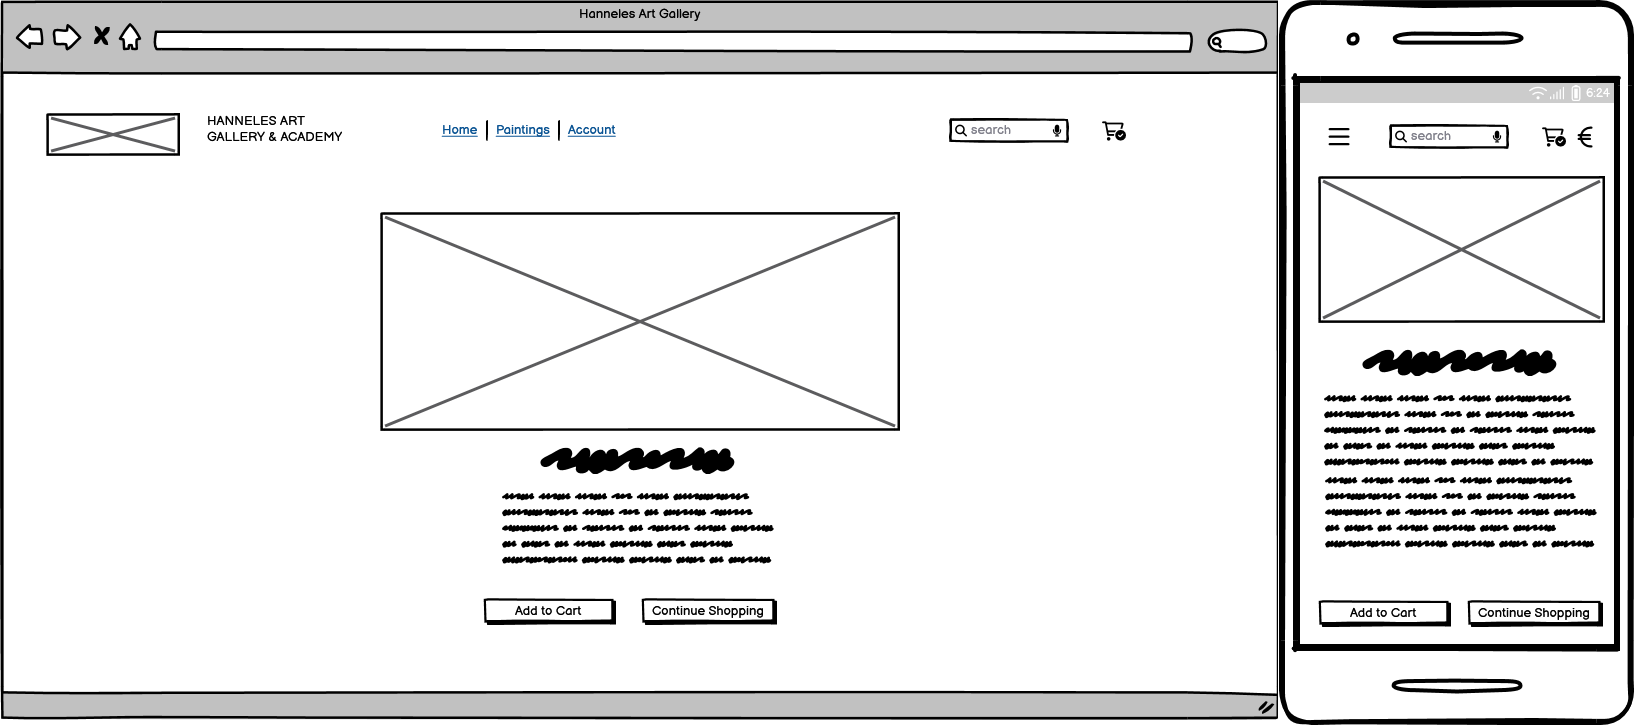 Hanneles Art Gallery
HANNELES ART
GALLERY & ACADEMY
Home | Paintings | Account
search
Add to Cart
Continue Shopping
6:24
search
€
Add to Cart
Continue Shopping